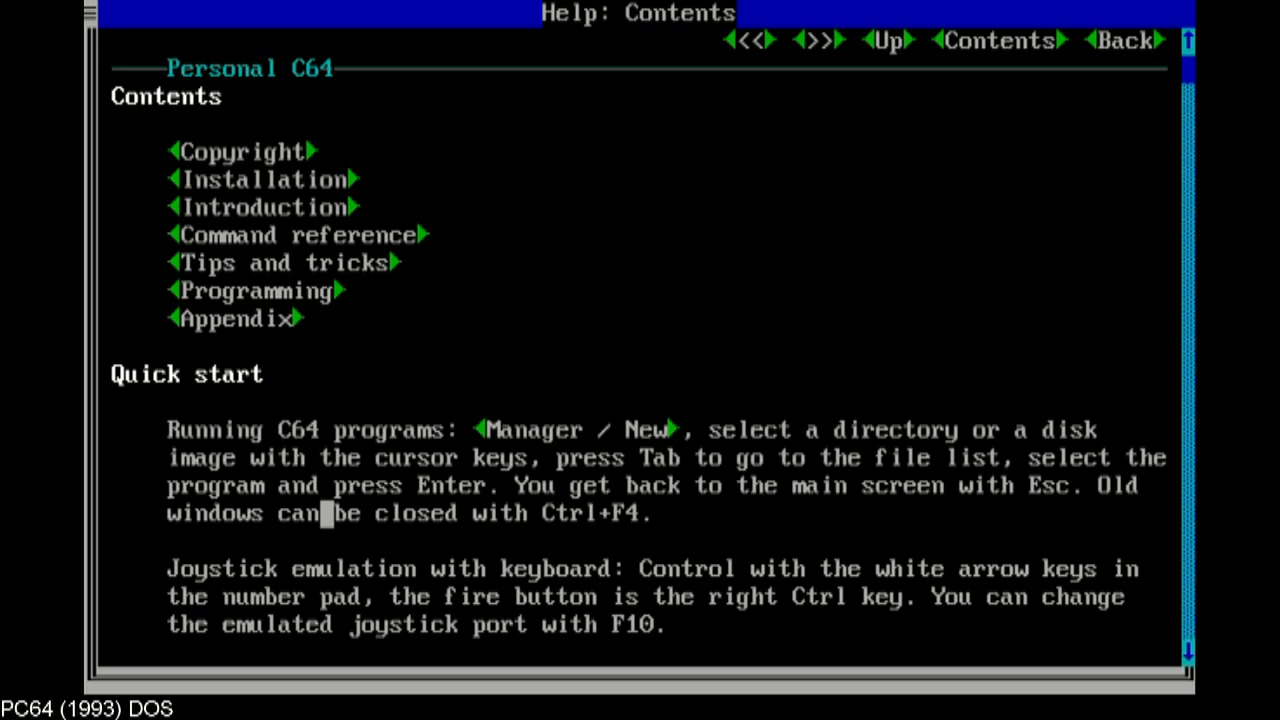 Help: Contents
<<  >>  Up  Contents  Back
Personal C64
Contents
Copyright
Installation
Introduction
Command reference
Tips and tricks
Programming
Appendix
Quick start
Running C64 programs: Manager / New, select a directory or a disk
image with the cursor keys, press Tab to go to the file list, select the
program and press Enter. You get back to the main screen with Esc. Old
windows can be closed with Ctrl+F4.
Joystick emulation with keyboard: Control with the white arrow keys in
the number pad, the fire button is the right Ctrl key. You can change
the emulated joystick port with F10.
PC64 (1993) DOS